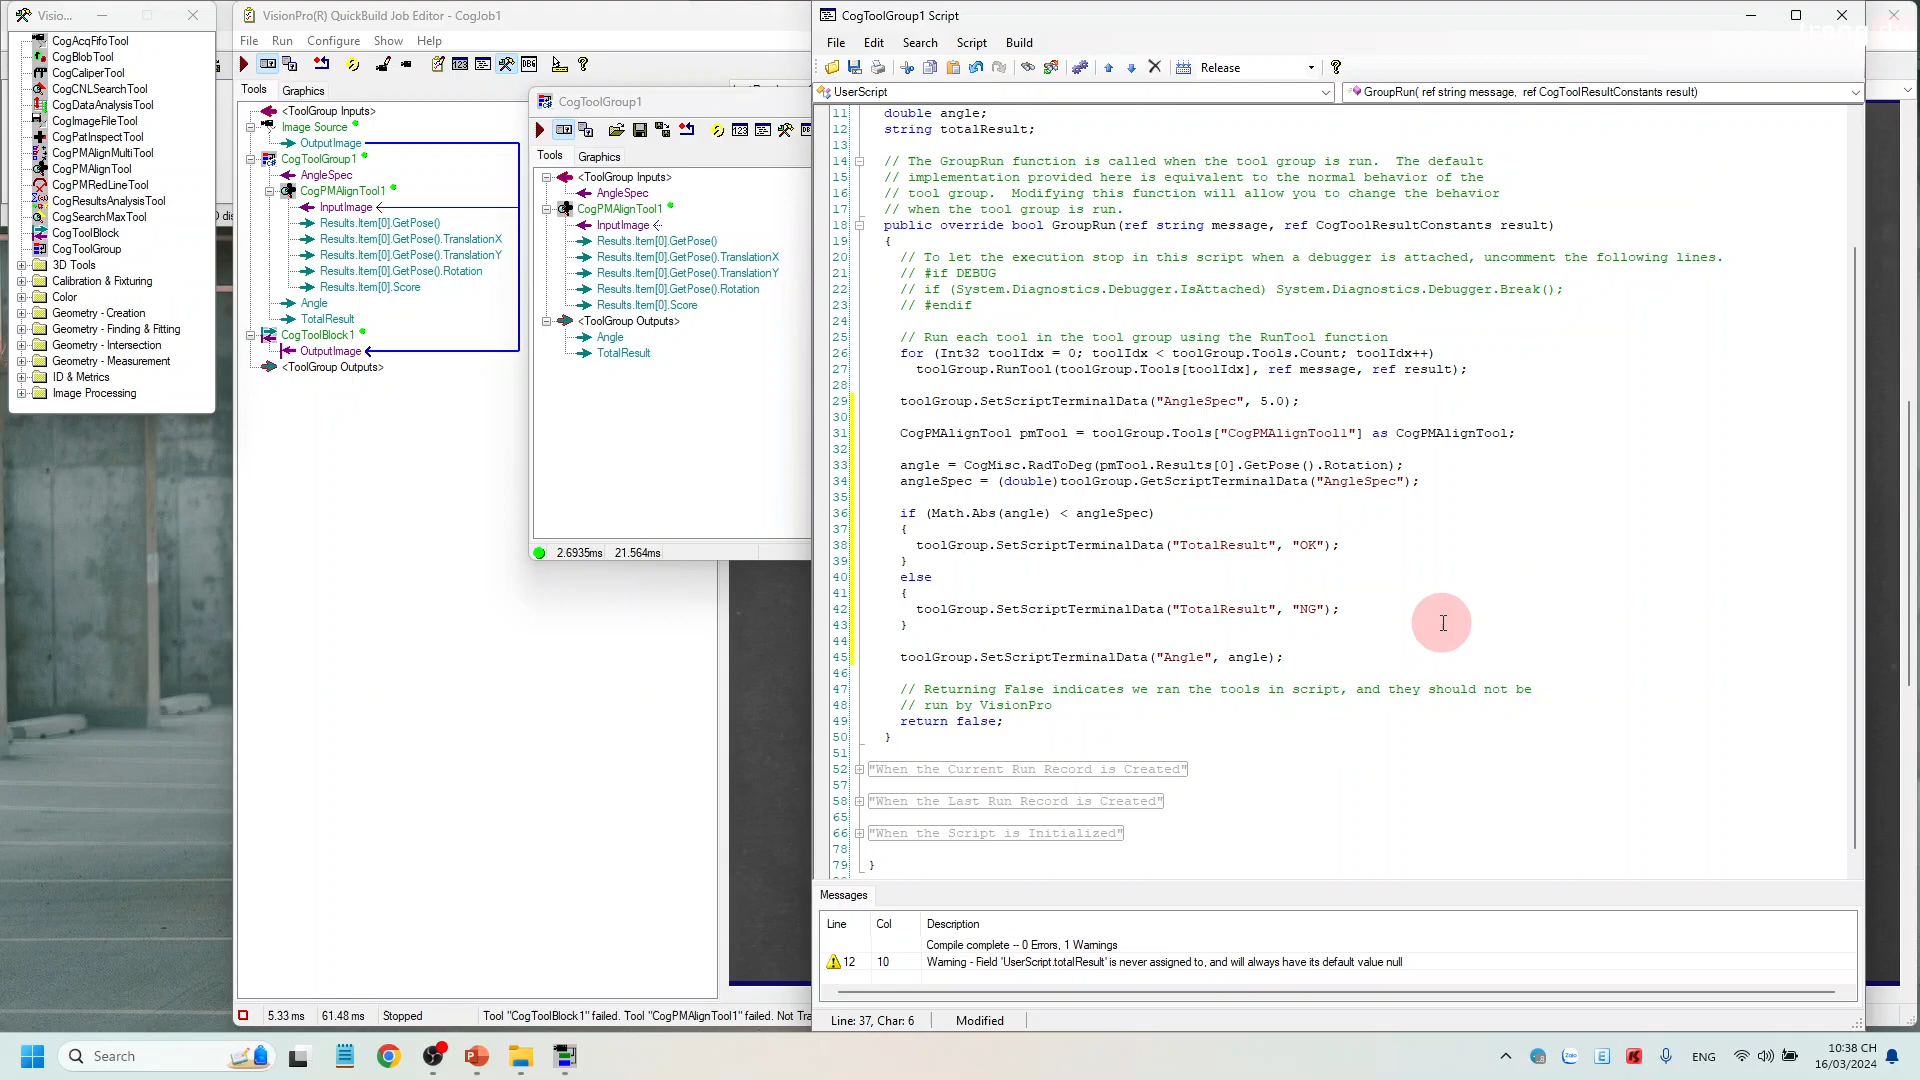 Visio...
CogAcqFifoTool
CogBlobTool
CogCaliperTool
CogCNLSearchTool
CogDataAnalysisTool
CogImageFileTool
CogPatInspectTool
CogPMAlignMultiTool
CogPMAlignTool
CogPMRedLineTool
CogResultsAnalysisTool
CogSearchMaxTool
CogToolBlock
CogToolGroup
3D Tools
Calibration & Fixturing
Color
Geometry - Creation
Geometry - Finding & Fitting
Geometry - Intersection
Geometry - Measurement
ID & Metrics
Image Processing
VisionPro(R) QuickBuild Job Editor - CogJob1
File Run Configure Show Help
Tools Graphics
<ToolGroup Inputs>
Image Source
OutputImage
CogToolGroup1
AngleSpec
CogPMAlignTool1
InputImage
Results.Item[0].GetPose()
Results.Item[0].GetPose().TranslationX
Results.Item[0].GetPose().TranslationY
Results.Item[0].GetPose().Rotation
Results.Item[0].Score
Angle
TotalResult
CogToolBlock1
OutputImage
<ToolGroup Outputs>
5.33 ms 61.48 ms Stopped Tool "CogToolBlock1" failed. Tool "CogPMAlignTool1" failed. Not Tra
CogToolGroup1
Tools Graphics
<ToolGroup Inputs>
AngleSpec
CogPMAlignTool1
InputImage
Results.Item[0].GetPose()
Results.Item[0].GetPose().TranslationX
Results.Item[0].GetPose().TranslationY
Results.Item[0].GetPose().Rotation
Results.Item[0].Score
<ToolGroup Outputs>
Angle
TotalResult
2.6935ms 21.564ms
CogToolGroup1 Script
File Edit Search Script Build
Release
UserScript GroupRun( ref string message, ref CogToolResultConstants result)
11 double angle;
12 string totalResult;
13
14 // The GroupRun function is called when the tool group is run. The default
15 // implementation provided here is equivalent to the normal behavior of the
16 // tool group. Modifying this function will allow you to change the behavior
17 // when the tool group is run.
18 public override bool GroupRun(ref string message, ref CogToolResultConstants result)
19 {
20 // To let the execution stop in this script when a debugger is attached, uncomment the following lines.
21 // #if DEBUG
22 // if (System.Diagnostics.Debugger.IsAttached) System.Diagnostics.Debugger.Break();
23 // #endif
24
25 // Run each tool in the tool group using the RunTool function
26 for (Int32 toolIdx = 0; toolIdx < toolGroup.Tools.Count; toolIdx++)
27 toolGroup.RunTool(toolGroup.Tools[toolIdx], ref message, ref result);
28
29 toolGroup.SetScriptTerminalData("AngleSpec", 5.0);
30
31 CogPMAlignTool pmTool = toolGroup.Tools["CogPMAlignTool1"] as CogPMAlignTool;
32
33 angle = CogMisc.RadToDeg(pmTool.Results[0].GetPose().Rotation);
34 angleSpec = (double)toolGroup.GetScriptTerminalData("AngleSpec");
35
36 if (Math.Abs(angle) < angleSpec)
37 {
38 toolGroup.SetScriptTerminalData("TotalResult", "OK");
39 }
40 else
41 {
42 toolGroup.SetScriptTerminalData("TotalResult", "NG");
43 }
44
45 toolGroup.SetScriptTerminalData("Angle", angle);
46
47 // Returning False indicates we ran the tools in script, and they should not be
48 // run by VisionPro
49 return false;
50 }
51
52 "When the Current Run Record is Created"
57
58 "When the Last Run Record is Created"
65
66 "When the Script is Initialized"
78
79 }
Messages
Line Col Description
Compile complete -- 0 Errors, 1 Warnings
12 10 Warning - Field 'UserScript.totalResult' is never assigned to, and will always have its default value null
Line: 37, Char: 6 Modified
Search
ENG
10:38 CH
16/03/2024